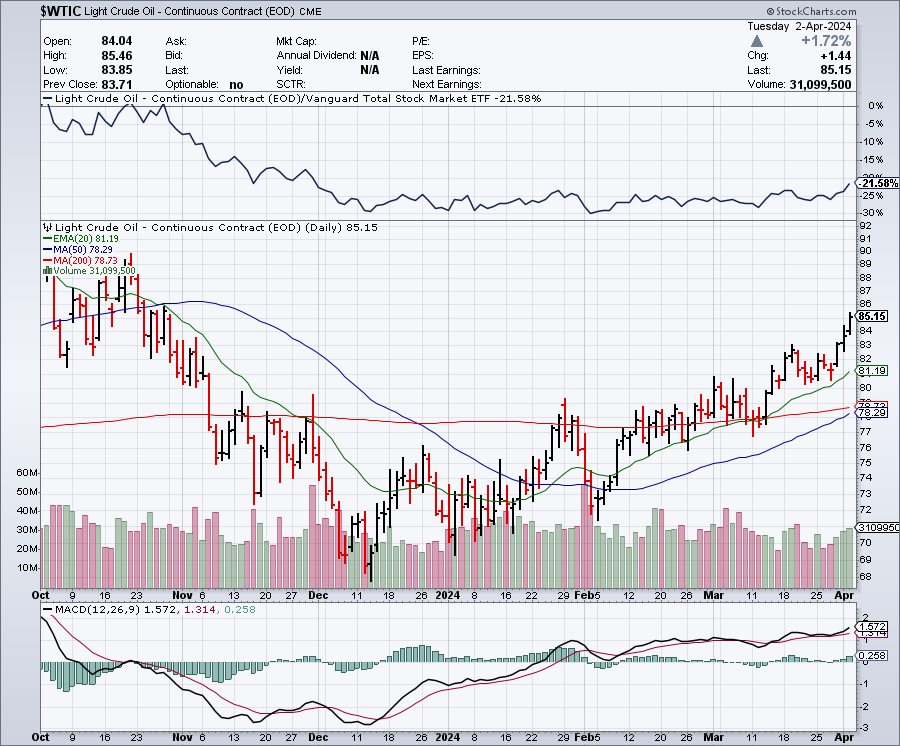 $WTIC Light Crude Oil - Continuous Contract (EOD) CME
© StockCharts.com
Tuesday 2-Apr-2024
Open: 84.04 Ask: Mkt Cap: P/E: +1.72%
High: 85.46 Bid: Annual Dividend: N/A EPS: Chg: +1.44
Low: 83.85 Last: Yield: N/A Last Earnings: Last: 85.15
Prev Close: 83.71 Optionable: no SCTR: Next Earnings: Volume: 31,099,500
Light Crude Oil - Continuous Contract (EOD)/Vanguard Total Stock Market ETF -21.58%
0%
-5%
-10%
-15%
-20%
-21.58%
-25%
-30%
Light Crude Oil - Continuous Contract (EOD) (Daily) 85.15
EMA(20) 81.19
MA(50) 78.29
MA(200) 78.73
Volume 31,099,500
92
91
90
89
88
87
86
85.15
84
83
82
81.19
80
78.73
78.29
77
76
75
74
73
72
3109950
70
69
68
60M
50M
40M
30M
20M
10M
Oct 9 16 23 Nov 6 13 20 27 Dec 11 18 26 2024 8 16 22 29 Feb 5 12 20 26 Mar 11 18 25 Apr
MACD(12,26,9) 1.572, 1.314, 0.258
2
1.572
1.314
1
0.258
0
-1
-2
-3
Oct 9 16 23 Nov 6 13 20 27 Dec 11 18 26 2024 8 16 22 29 Feb 5 12 20 26 Mar 11 18 25 Apr